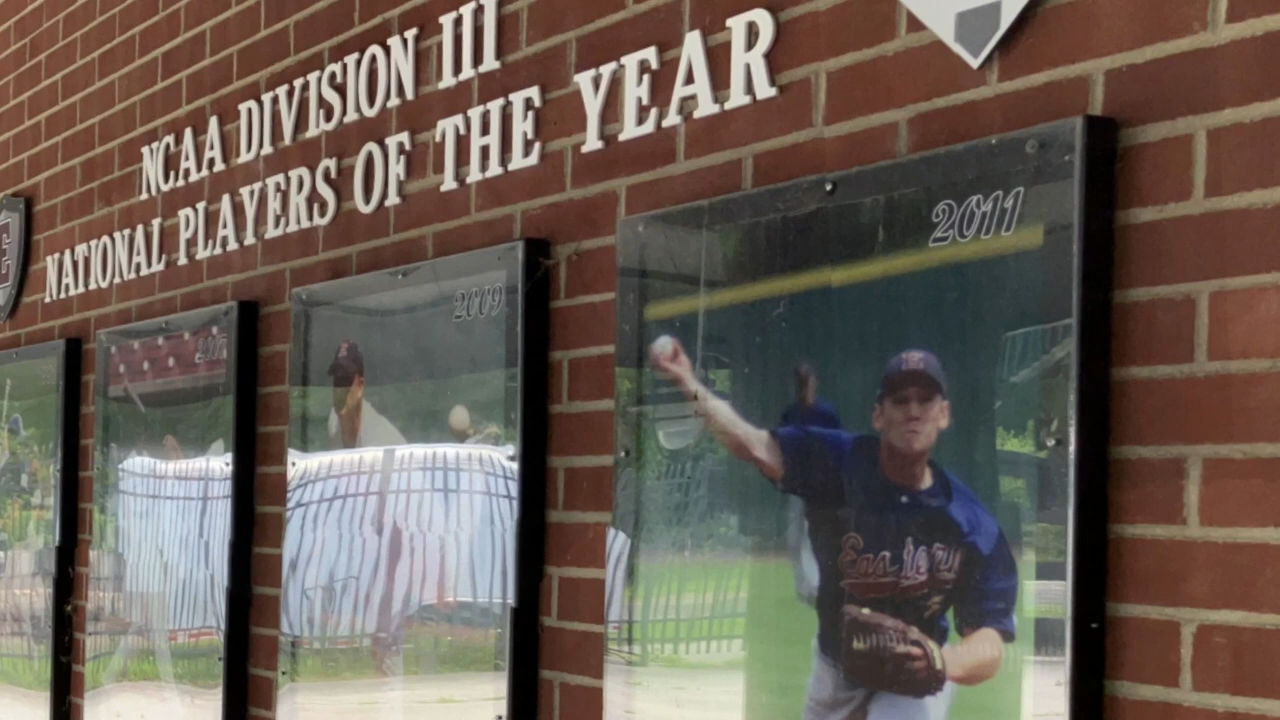 NCAA DIVISION III
NATIONAL PLAYERS OF THE YEAR
2009
2011
Eastern
E